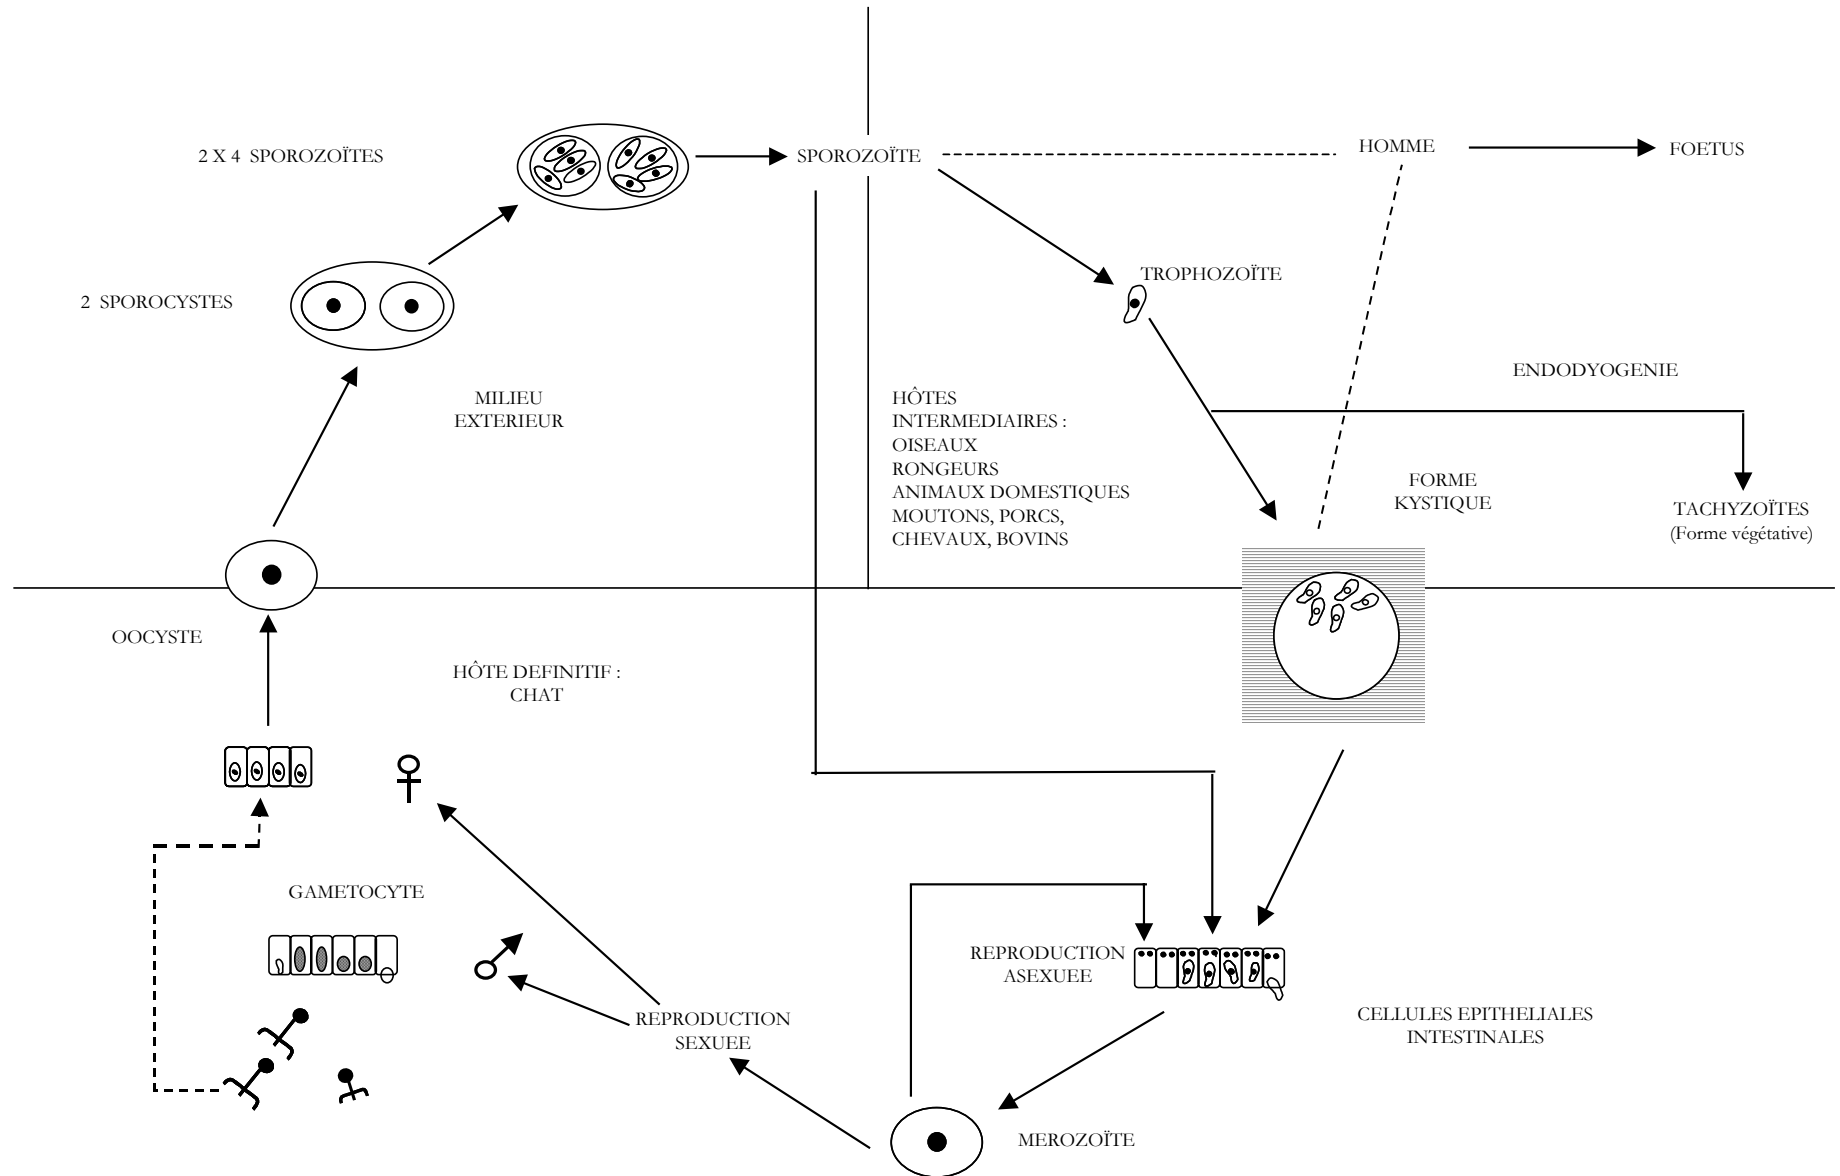 2 X 4 SPOROZOÏTES
SPOROZOÏTE
HOMME
FOETUS
TROPHOZOÏTE
2 SPOROCYSTES
ENDODYOGENIE
MILIEU
EXTERIEUR
HÔTES
INTERMEDIAIRES :
OISEAUX
RONGEURS
ANIMAUX DOMESTIQUES
MOUTONS, PORCS,
CHEVAUX, BOVINS
FORME
KYSTIQUE
TACHYZOÏTES
(Forme végétative)
OOCYSTE
HÔTE DEFINITIF :
CHAT
GAMETOCYTE
REPRODUCTION
ASEXUEE
CELLULES EPITHELIALES
INTESTINALES
REPRODUCTION
SEXUEE
MEROZOÏTE